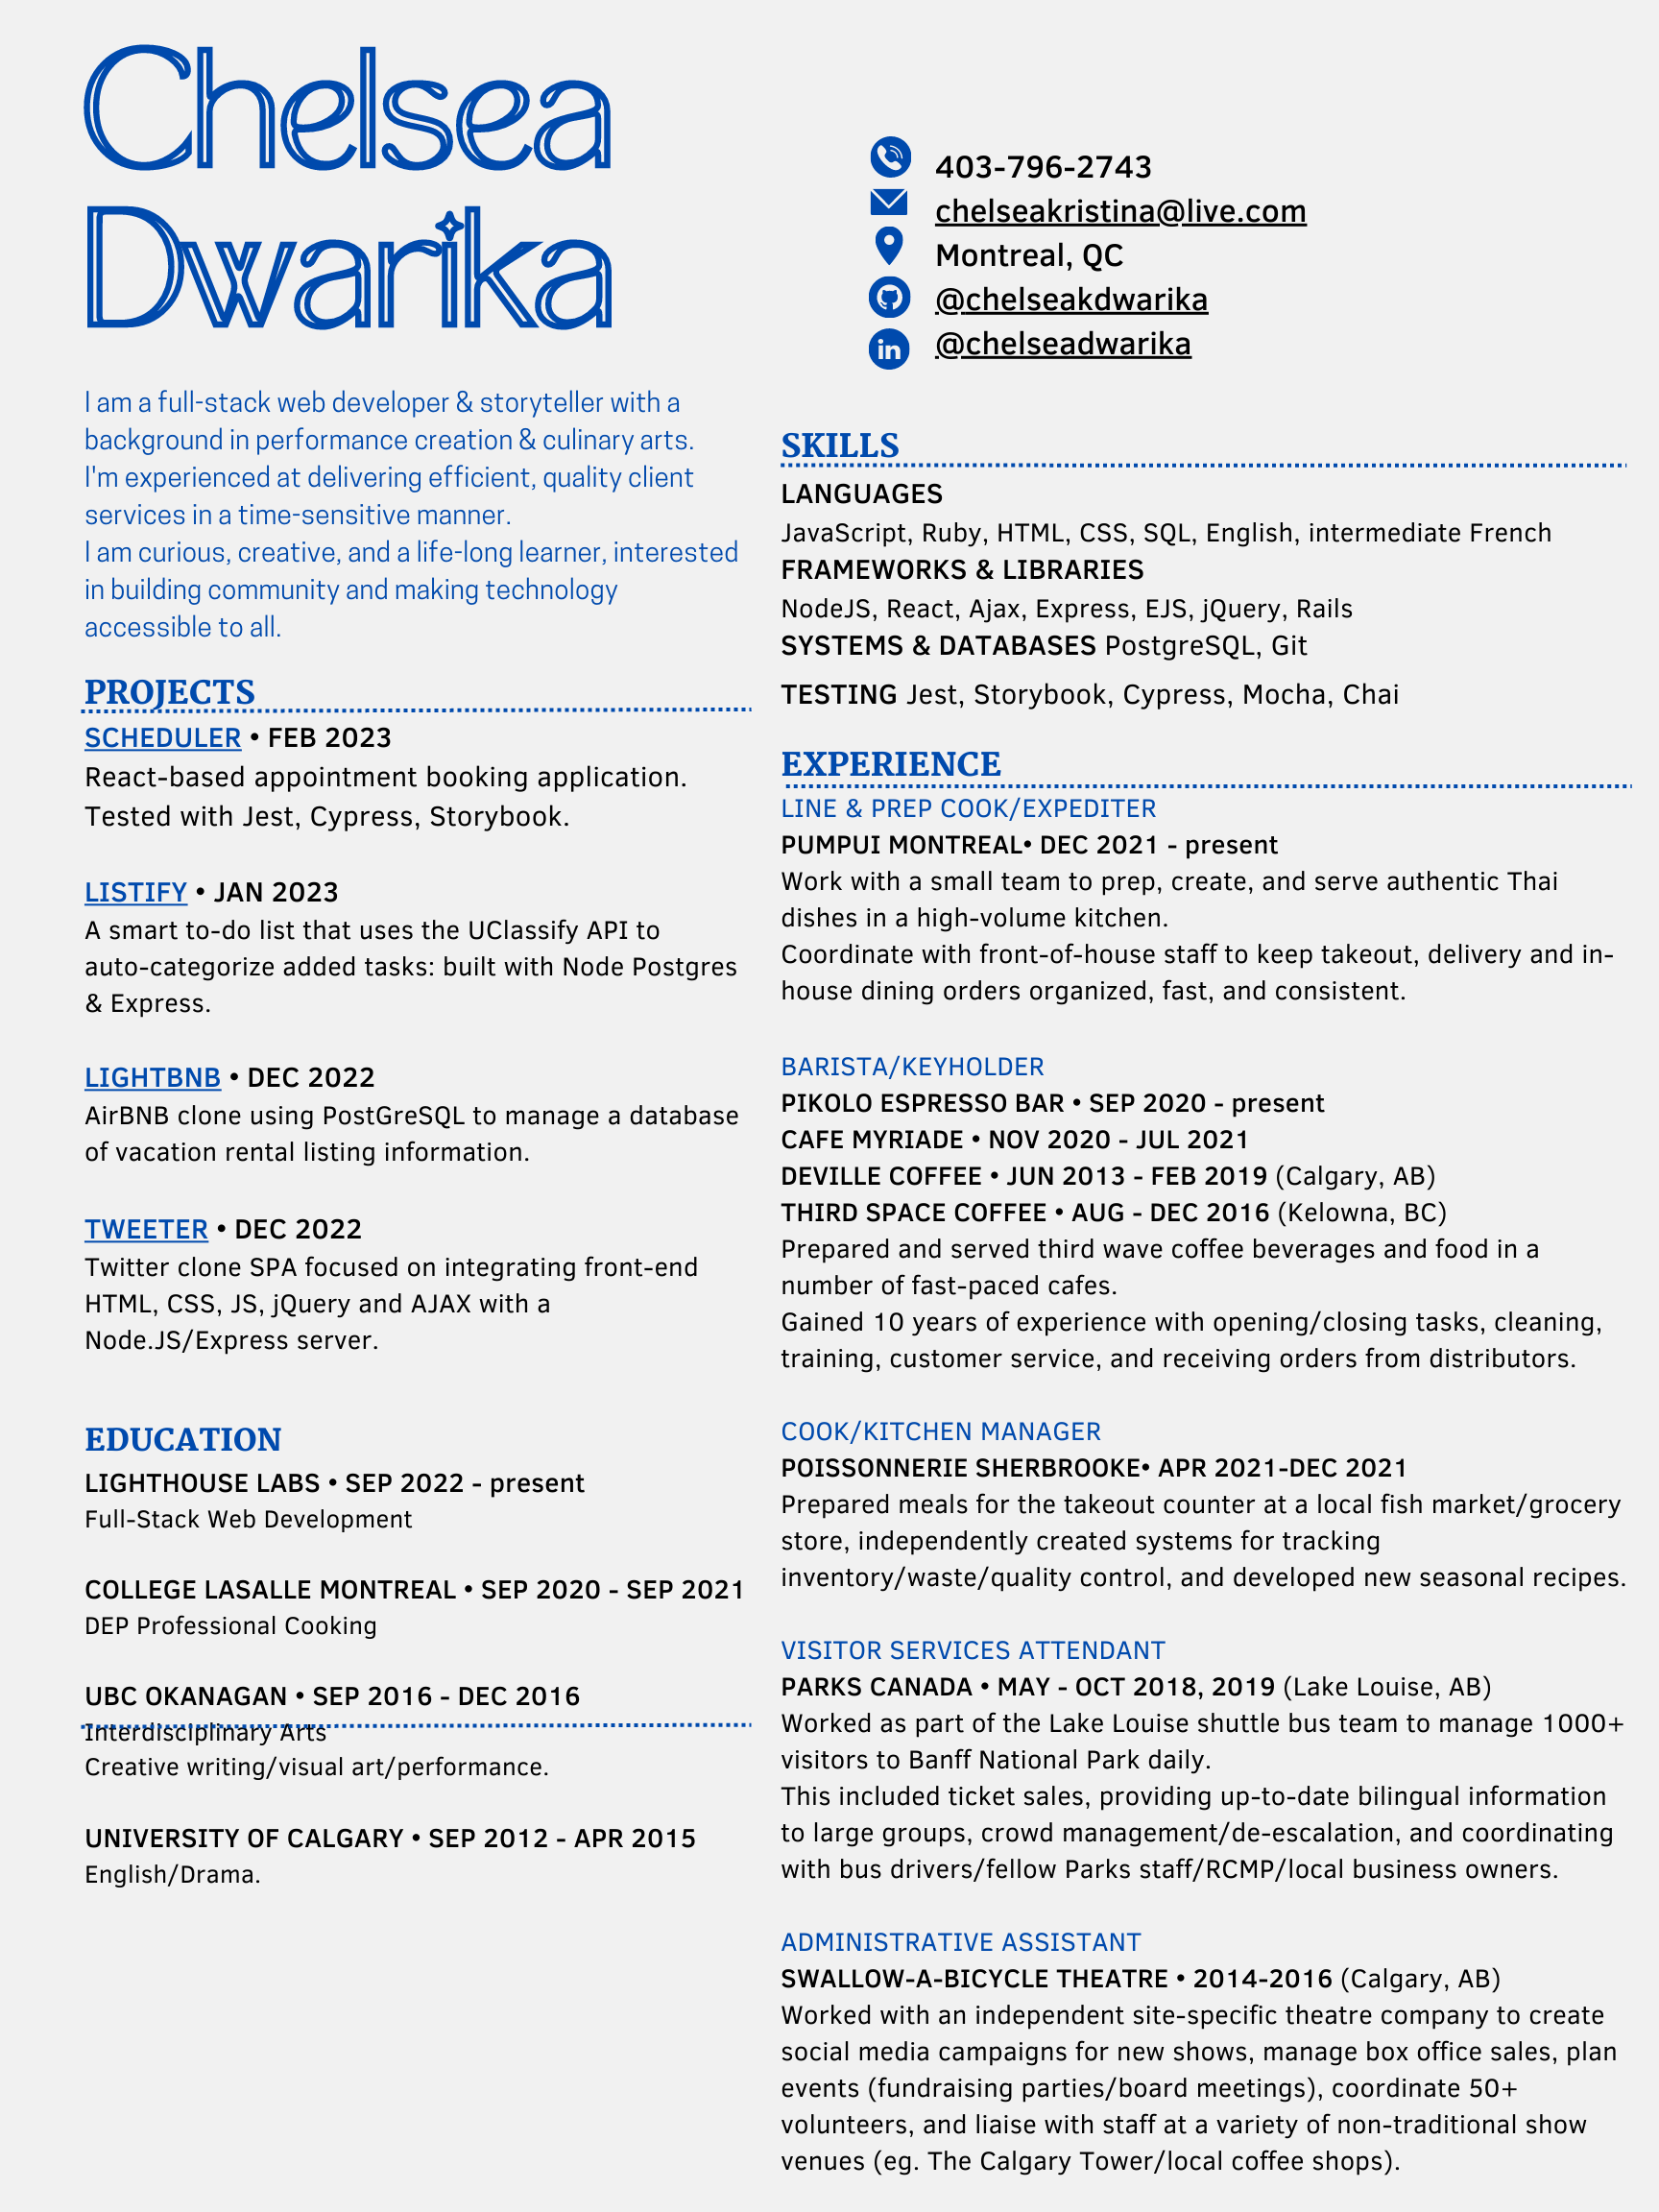 Chelsea
Dwarika
403-796-2743
chelseakristina@live.com
Montreal, QC
@chelseakdwarika
in @chelseadwarika
I am a full-stack web developer & storyteller with a
background in performance creation & culinary arts.
I'm experienced at delivering efficient, quality client
services in a time-sensitive manner.
I am curious, creative, and a life-long learner, interested
in building community and making technology
accessible to all.
PROJECTS
SCHEDULER • FEB 2023
React-based appointment booking application.
Tested with Jest, Cypress, Storybook.
LISTIFY • JAN 2023
A smart to-do list that uses the UClassify API to
auto-categorize added tasks: built with Node Postgres
& Express.
LIGHTBNB • DEC 2022
AirBNB clone using PostGreSQL to manage a database
of vacation rental listing information.
TWEETER • DEC 2022
Twitter clone SPA focused on integrating front-end
HTML, CSS, JS, jQuery and AJAX with a
Node.JS/Express server.
EDUCATION
LIGHTHOUSE LABS • SEP 2022 - present
Full-Stack Web Development
COLLEGE LASALLE MONTREAL • SEP 2020 - SEP 2021
DEP Professional Cooking
UBC OKANAGAN • SEP 2016 - DEC 2016
Interdisciplinary Arts
Creative writing/visual art/performance.
UNIVERSITY OF CALGARY • SEP 2012 - APR 2015
English/Drama.
SKILLS
LANGUAGES
JavaScript, Ruby, HTML, CSS, SQL, English, intermediate French
FRAMEWORKS & LIBRARIES
NodeJS, React, Ajax, Express, EJS, jQuery, Rails
SYSTEMS & DATABASES PostgreSQL, Git
TESTING Jest, Storybook, Cypress, Mocha, Chai
EXPERIENCE
LINE & PREP COOK/EXPEDITER
PUMPUI MONTREAL• DEC 2021 - present
Work with a small team to prep, create, and serve authentic Thai
dishes in a high-volume kitchen.
Coordinate with front-of-house staff to keep takeout, delivery and in-
house dining orders organized, fast, and consistent.
BARISTA/KEYHOLDER
PIKOLO ESPRESSO BAR • SEP 2020 - present
CAFE MYRIADE • NOV 2020 - JUL 2021
DEVILLE COFFEE • JUN 2013 - FEB 2019 (Calgary, AB)
THIRD SPACE COFFEE • AUG - DEC 2016 (Kelowna, BC)
Prepared and served third wave coffee beverages and food in a
number of fast-paced cafes.
Gained 10 years of experience with opening/closing tasks, cleaning,
training, customer service, and receiving orders from distributors.
COOK/KITCHEN MANAGER
POISSONNERIE SHERBROOKE• APR 2021-DEC 2021
Prepared meals for the takeout counter at a local fish market/grocery
store, independently created systems for tracking
inventory/waste/quality control, and developed new seasonal recipes.
VISITOR SERVICES ATTENDANT
PARKS CANADA • MAY - OCT 2018, 2019 (Lake Louise, AB)
Worked as part of the Lake Louise shuttle bus team to manage 1000+
visitors to Banff National Park daily.
This included ticket sales, providing up-to-date bilingual information
to large groups, crowd management/de-escalation, and coordinating
with bus drivers/fellow Parks staff/RCMP/local business owners.
ADMINISTRATIVE ASSISTANT
SWALLOW-A-BICYCLE THEATRE • 2014-2016 (Calgary, AB)
Worked with an independent site-specific theatre company to create
social media campaigns for new shows, manage box office sales, plan
events (fundraising parties/board meetings), coordinate 50+
volunteers, and liaise with staff at a variety of non-traditional show
venues (eg. The Calgary Tower/local coffee shops).